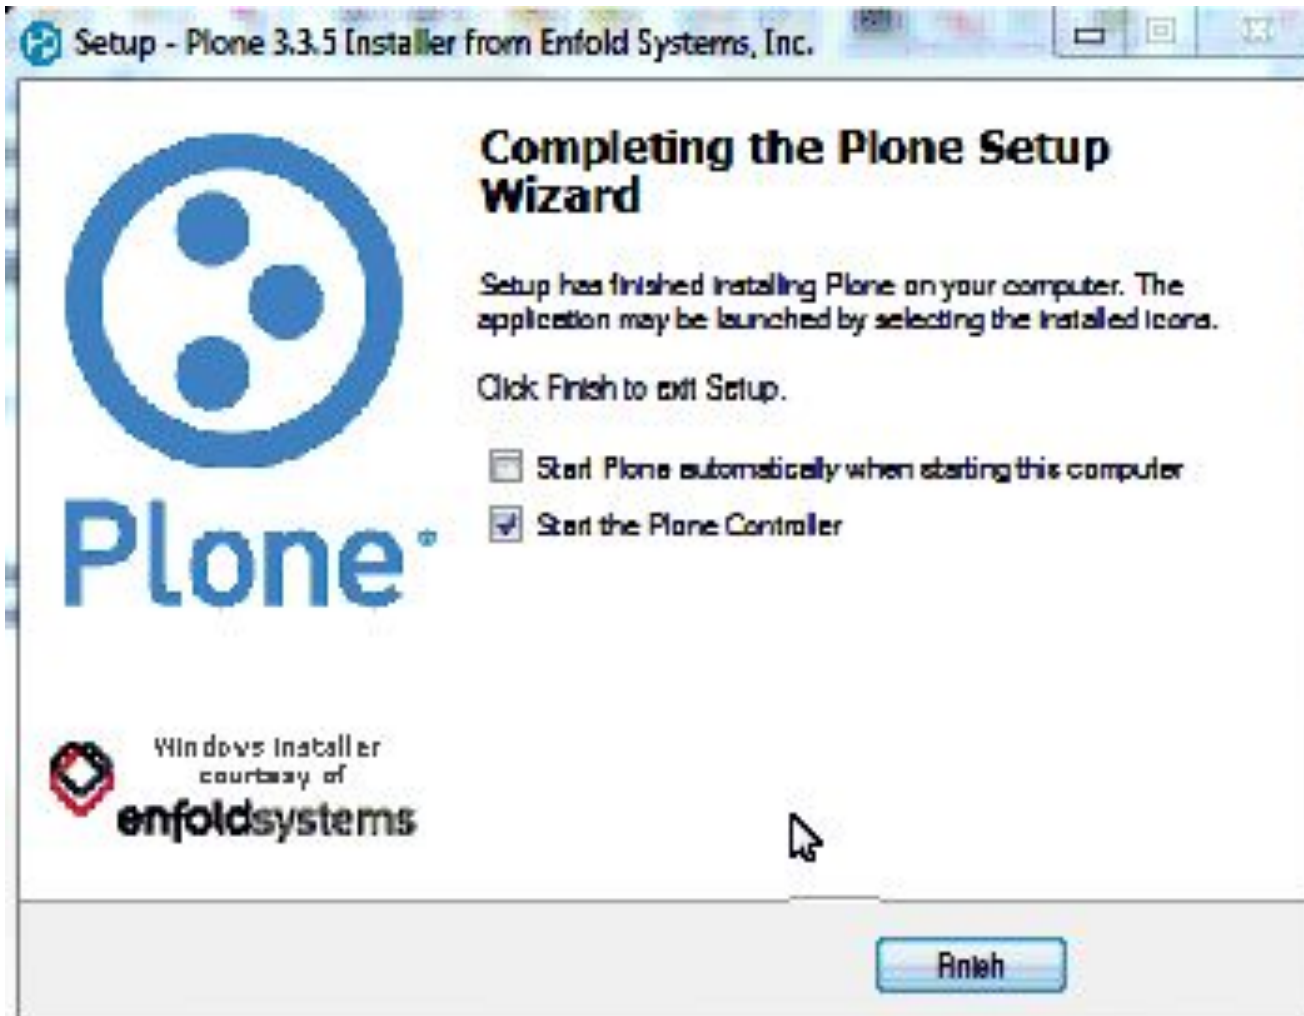 Setup - Plone 3.3.5 Installer from Enfold Systems, Inc.
Completing the Plone Setup
Wizard
Setup has finished installing Plone on your computer. The
application may be launched by selecting the installed icons.
Click Finish to exit Setup.
Start Plone automatically when starting this computer
Start the Plone Controller
Plone®
Windows installer
courtesy of
enfoldsystems
Finish